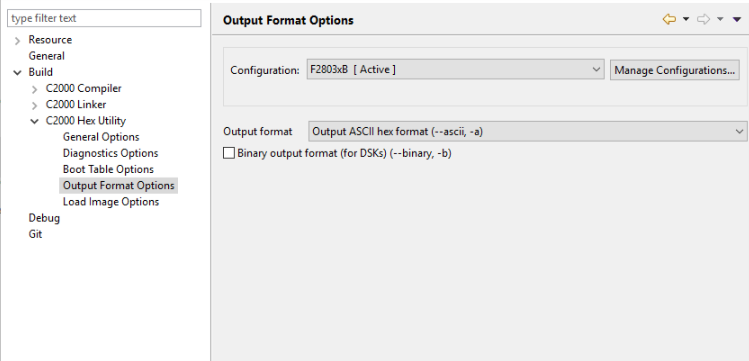 type filter text
Resource
General
Build
C2000 Compiler
C2000 Linker
C2000 Hex Utility
General Options
Diagnostics Options
Boot Table Options
Output Format Options
Load Image Options
Debug
Git
Output Format Options
Configuration: F2803xB [ Active ] Manage Configurations...
Output format Output ASCII hex format (--ascii, -a)
Binary output format (for DSKs) (--binary, -b)